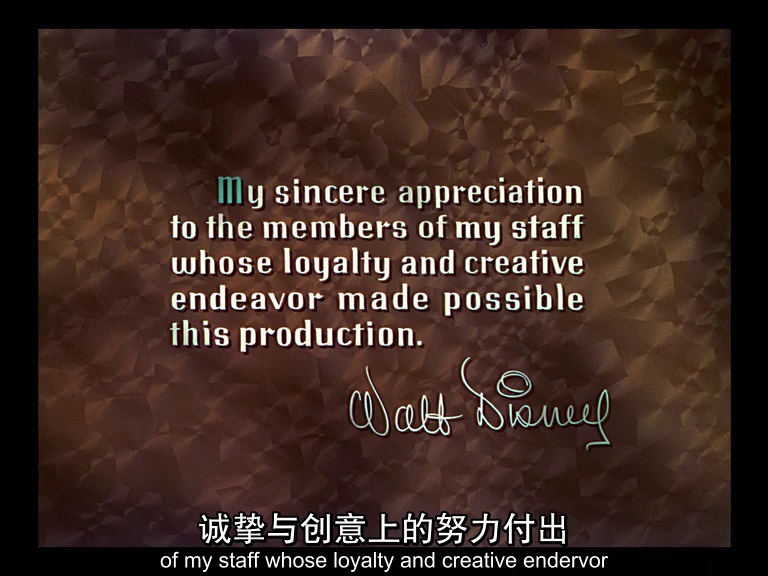 My sincere appreciation
to the members of my staff
whose loyalty and creative
endeavor made possible
this production.
Walt Disney
诚挚与创意上的努力付出
of my staff whose loyalty and creative endervor